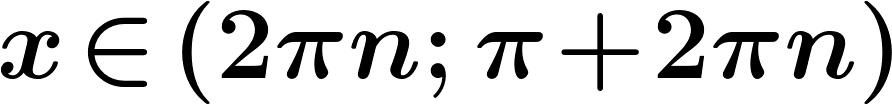 x ∈ (2πn; π + 2πn)